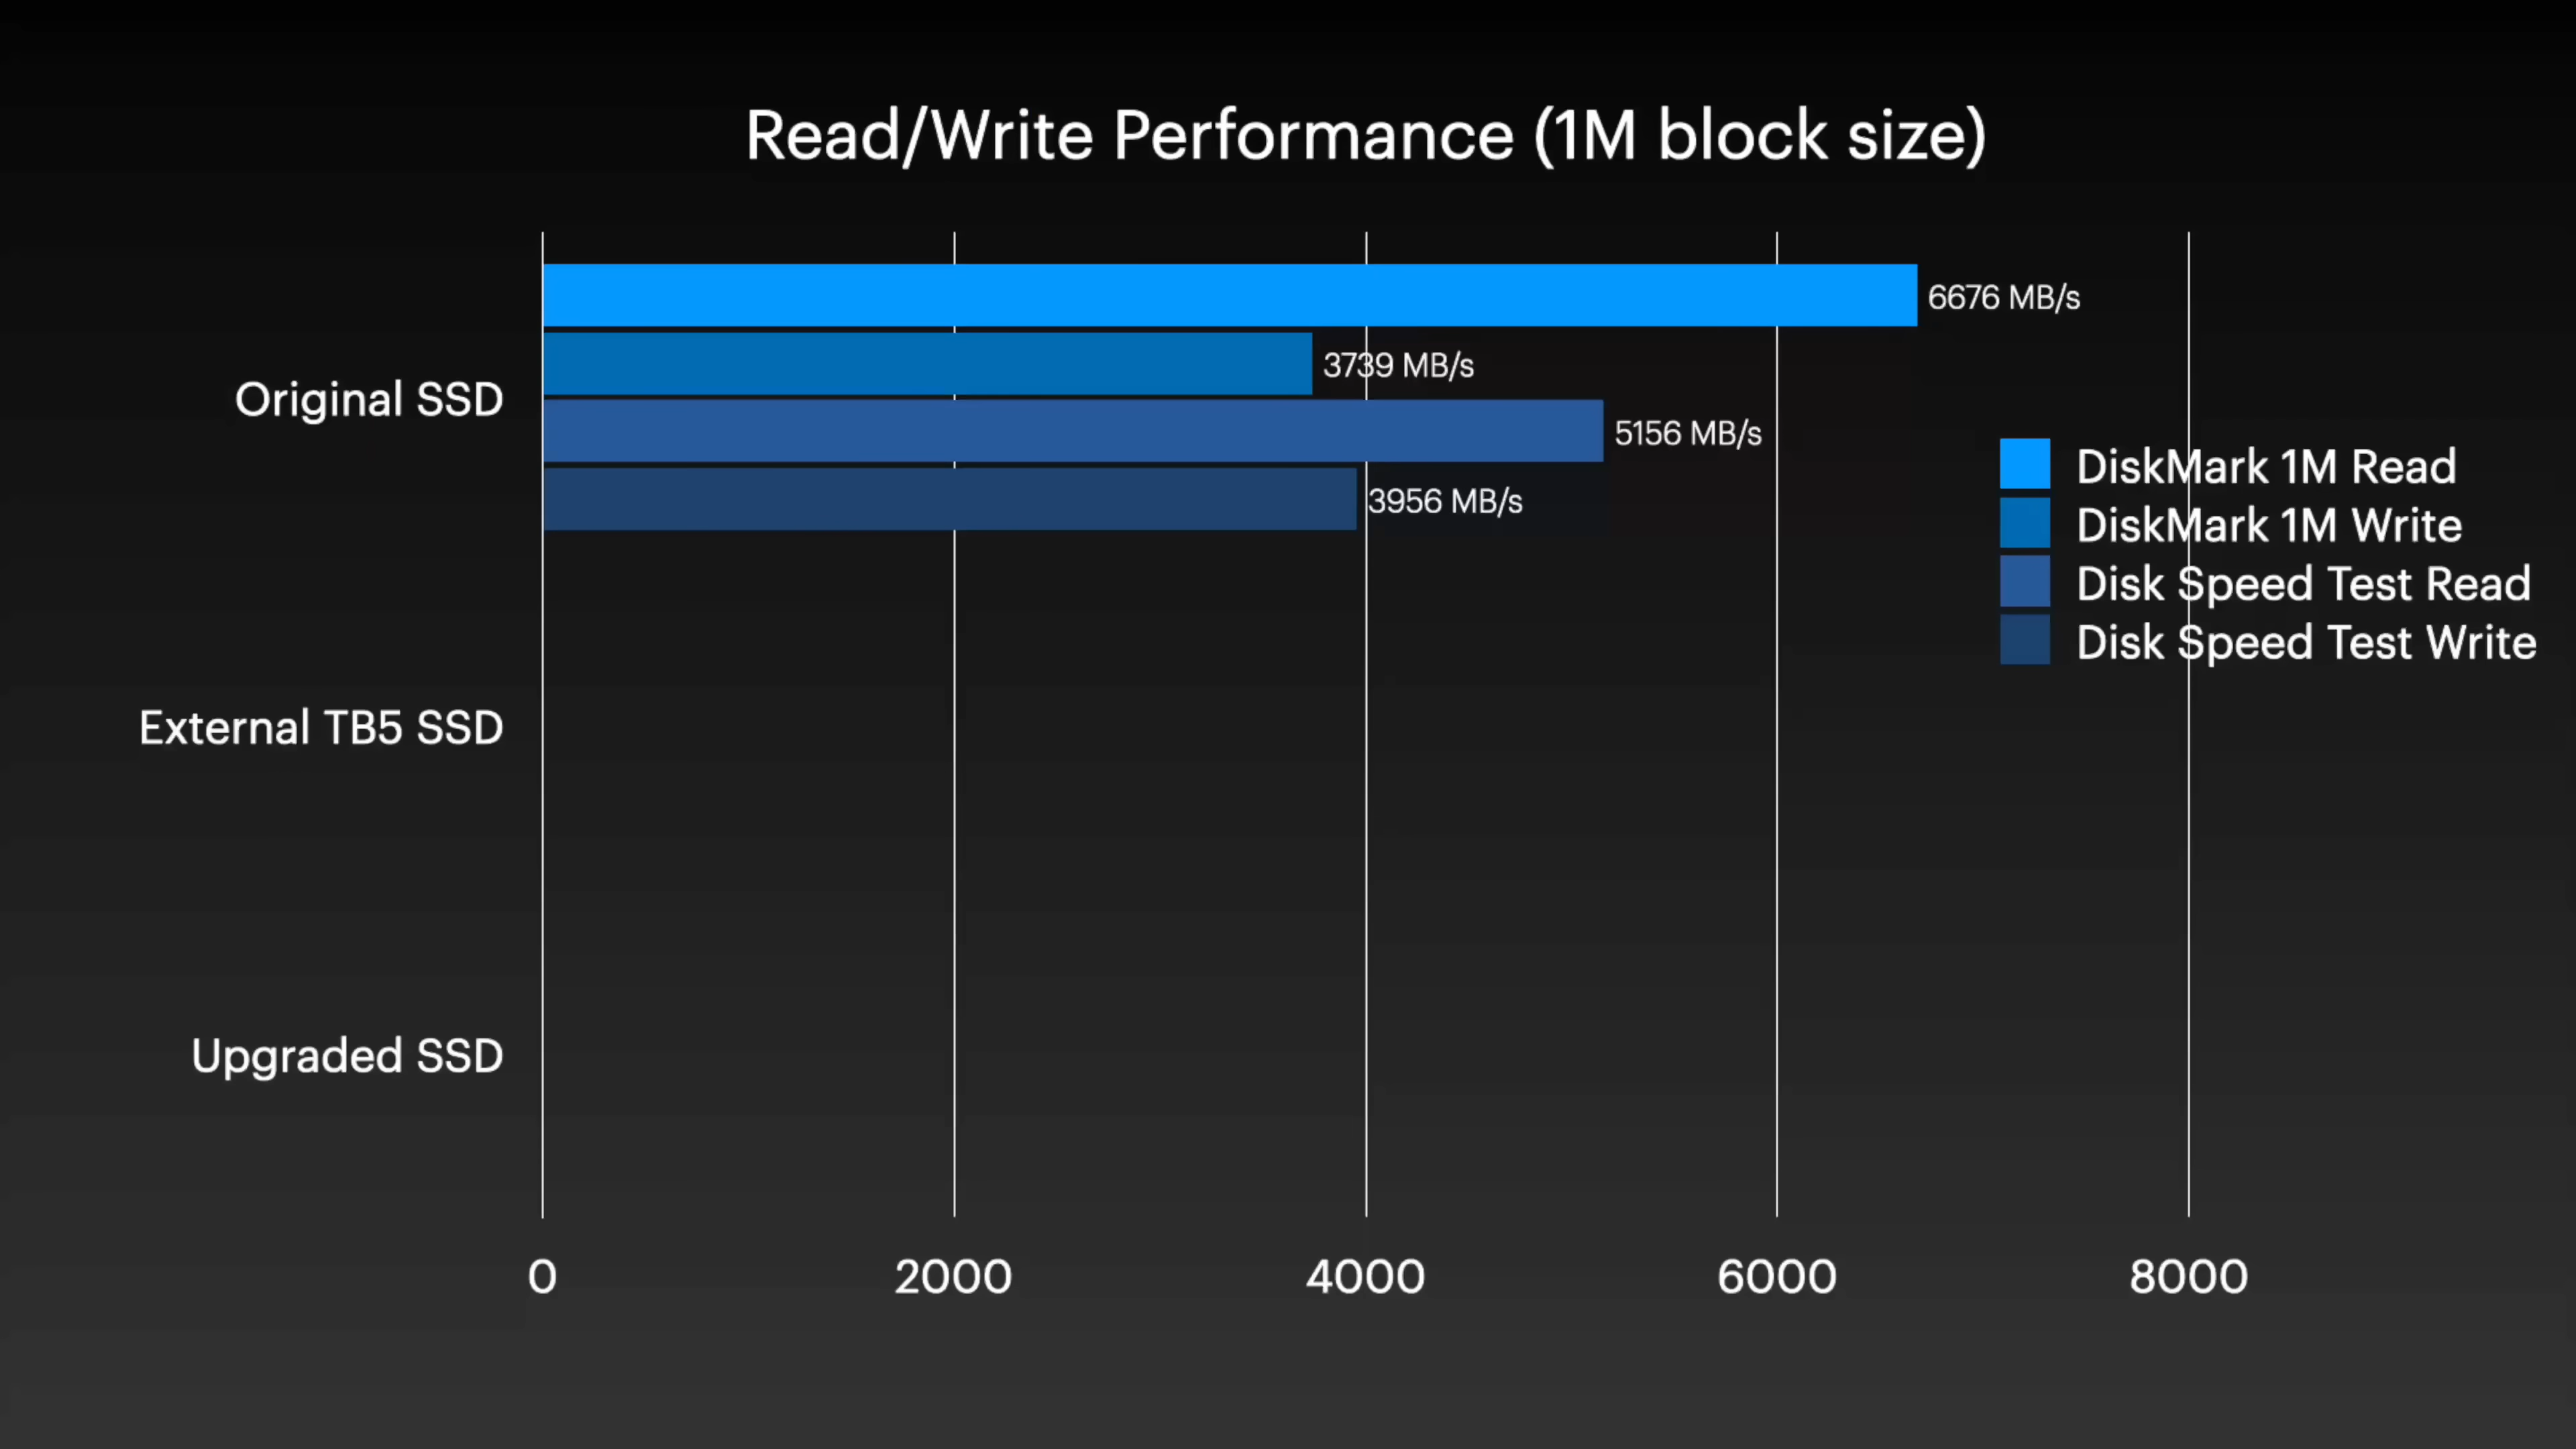 Read/Write Performance (1M block size)
6676 MB/s
3739 MB/s
Original SSD
5156 MB/s
3956 MB/s
DiskMark 1M Read
DiskMark 1M Write
Disk Speed Test Read
Disk Speed Test Write
External TB5 SSD
Upgraded SSD
0 2000 4000 6000 8000